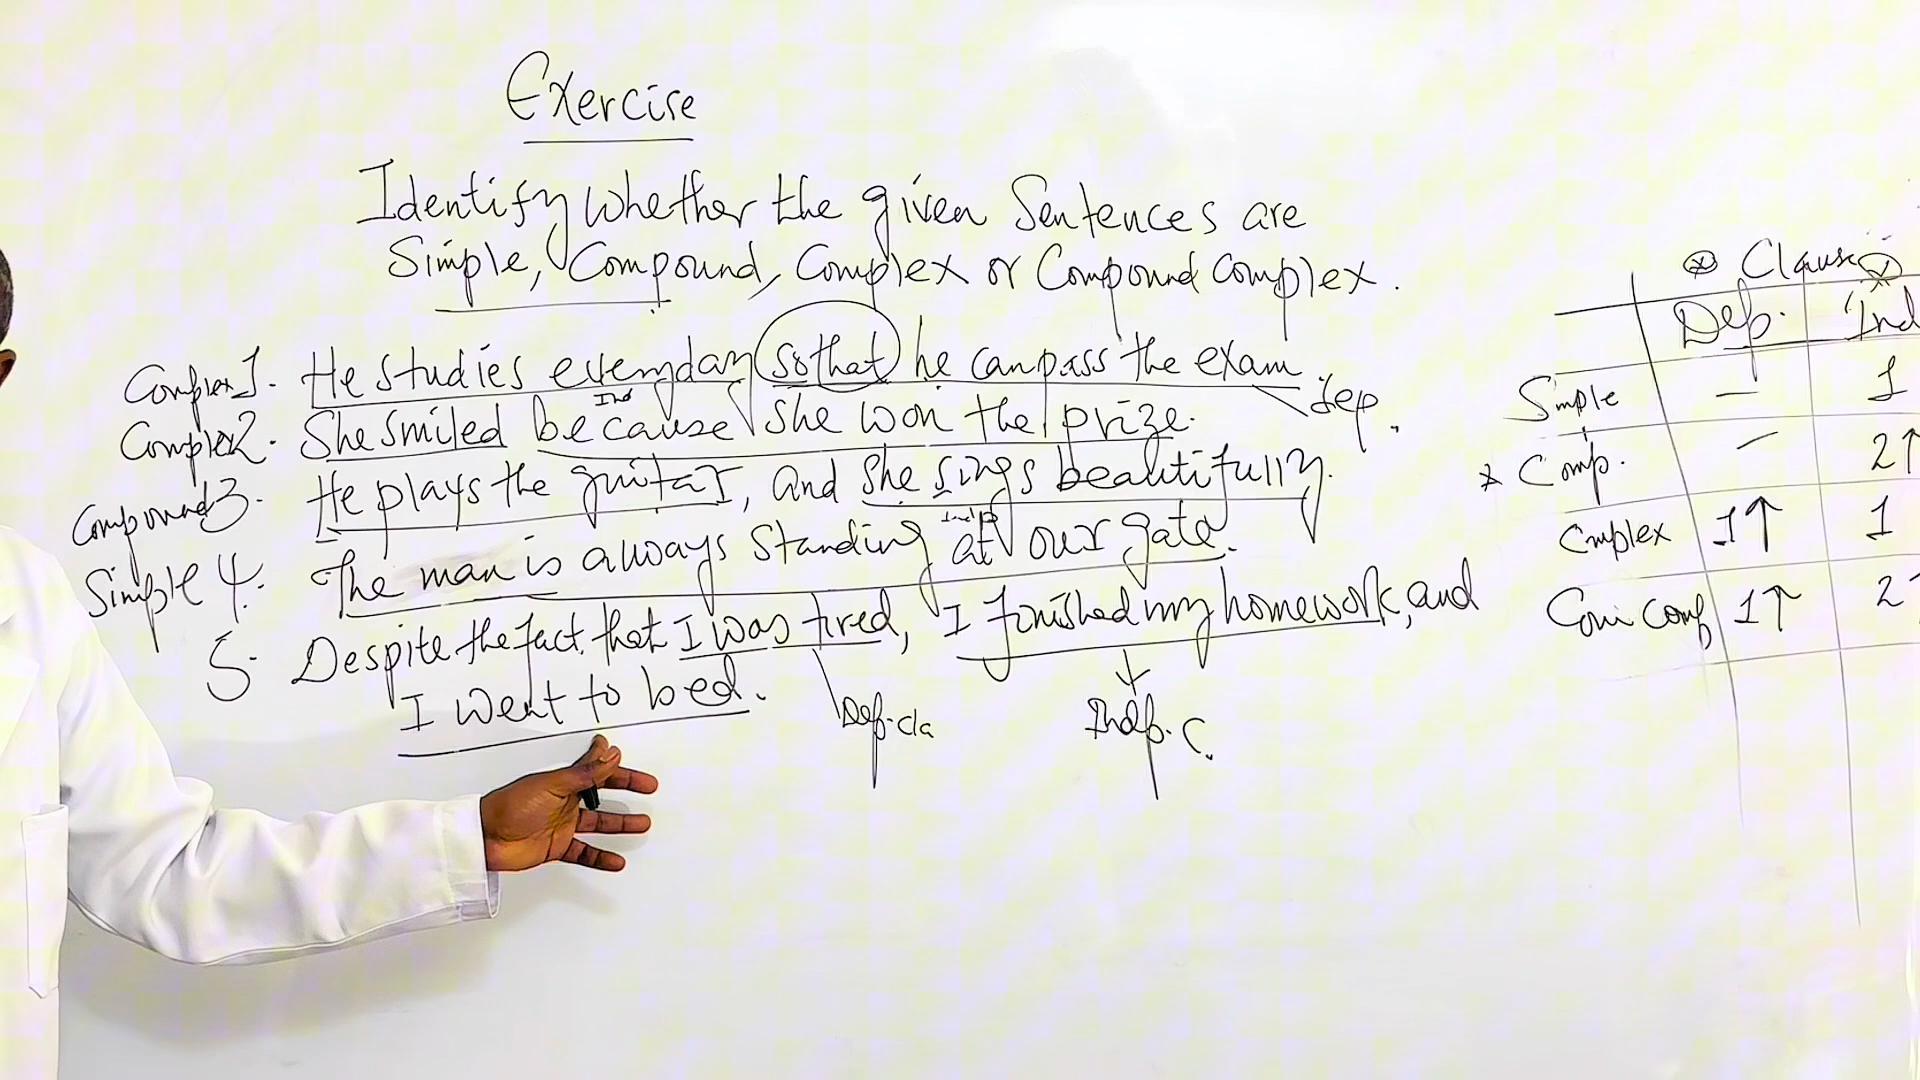 Exercise
Identify whether the given Sentences are
Simple, Compound, Complex or Compound Complex.
Complex 1. He studies everyday so that he can pass the exam.
Ind
dep.
Complex 2. She smiled because she won the prize.
Compound 3. He plays the guitar, and she sings beautifully.
Indp
Simple 4. The man is always standing at our gate.
5. Despite the fact that I was tired, I finished my homework, and
I went to bed.
Dep. cla
Indp. C.
Clause
Dep. Ind
Simple — 1
* Comp. — 2↑
Cmplex 1↑ 1
Com Comp 1↑ 2↑